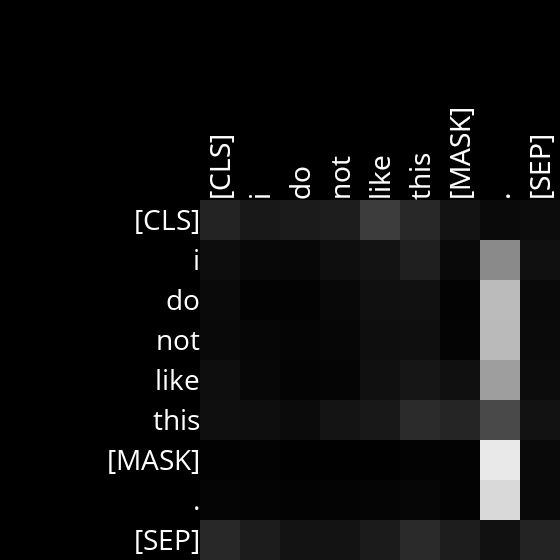 [CLS] i do not like this [MASK] . [SEP]
[CLS]
i
do
not
like
this
[MASK]
.
[SEP]